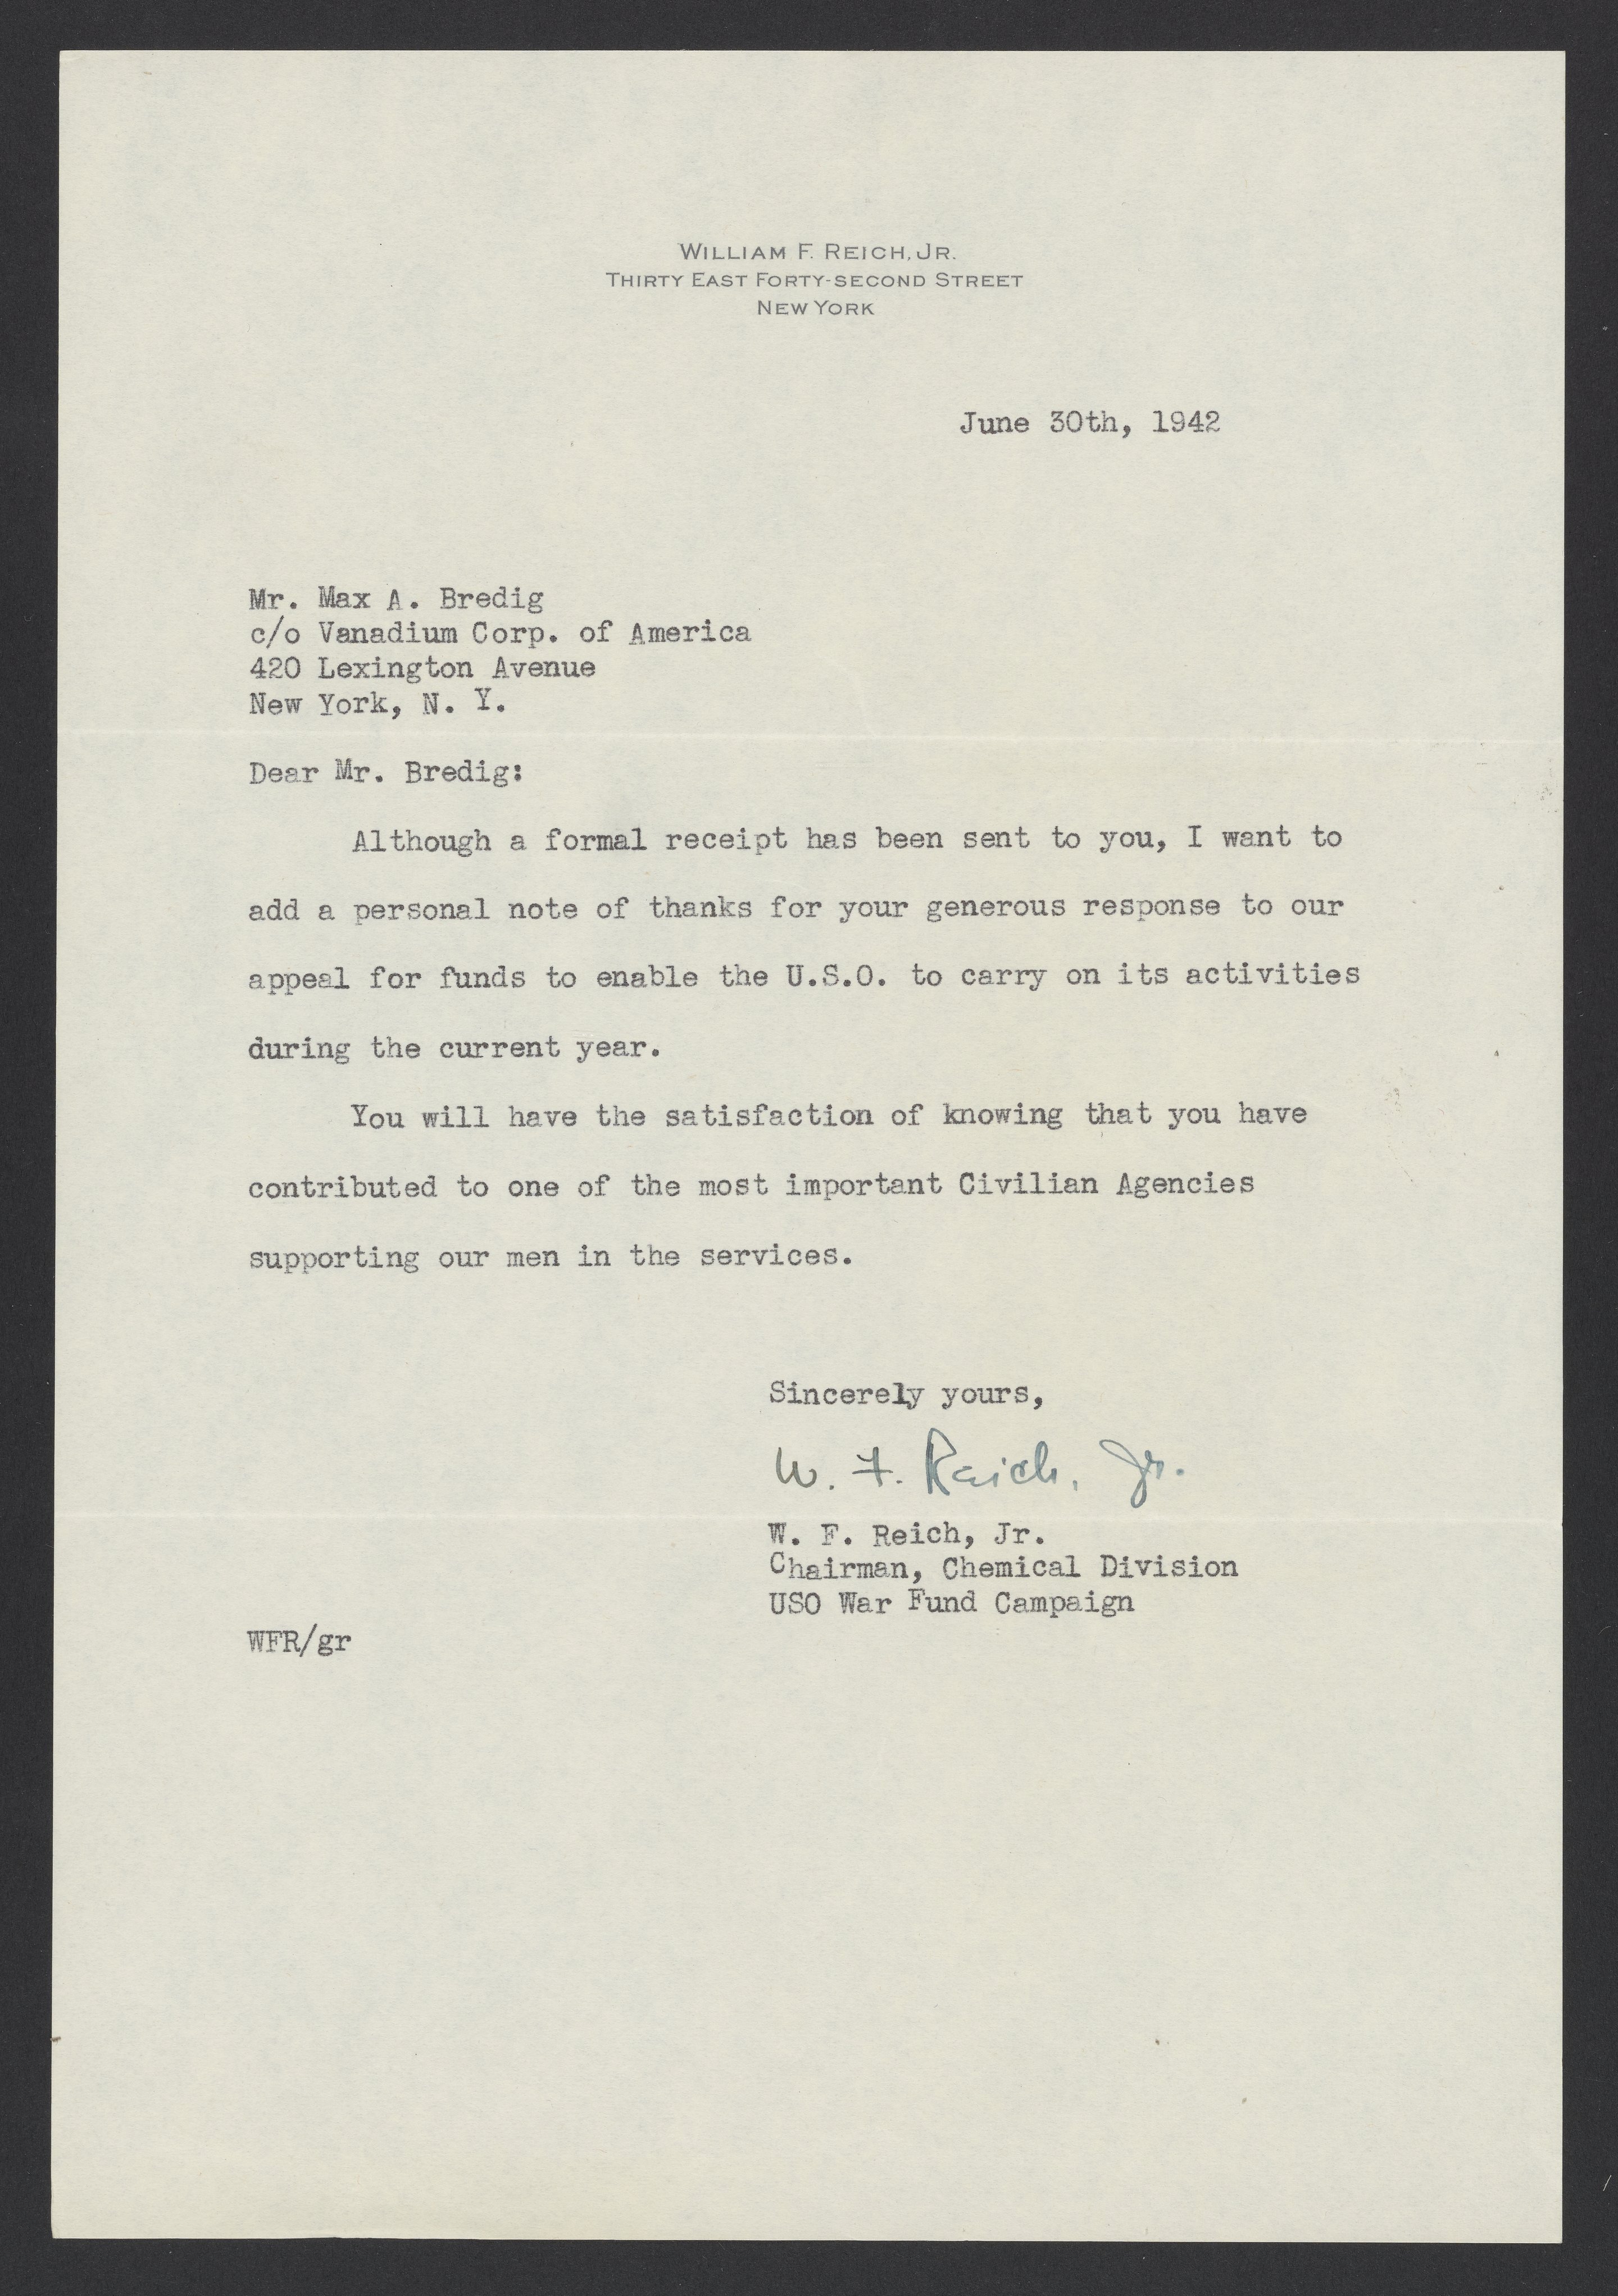 WILLIAM F. REICH, JR.
THIRTY EAST FORTY-SECOND STREET
NEW YORK
June 30th, 1942
Mr. Max A. Bredig
c/o Vanadium Corp. of America
420 Lexington Avenue
New York, N. Y.
Dear Mr. Bredig:
Although a formal receipt has been sent to you, I want to
add a personal note of thanks for your generous response to our
appeal for funds to enable the U.S.O. to carry on its activities
during the current year.
You will have the satisfaction of knowing that you have
contributed to one of the most important Civilian Agencies
supporting our men in the services.
Sincerely yours,
W. F. Reich, Jr.
W. F. Reich, Jr.
Chairman, Chemical Division
USO War Fund Campaign
WFR/gr